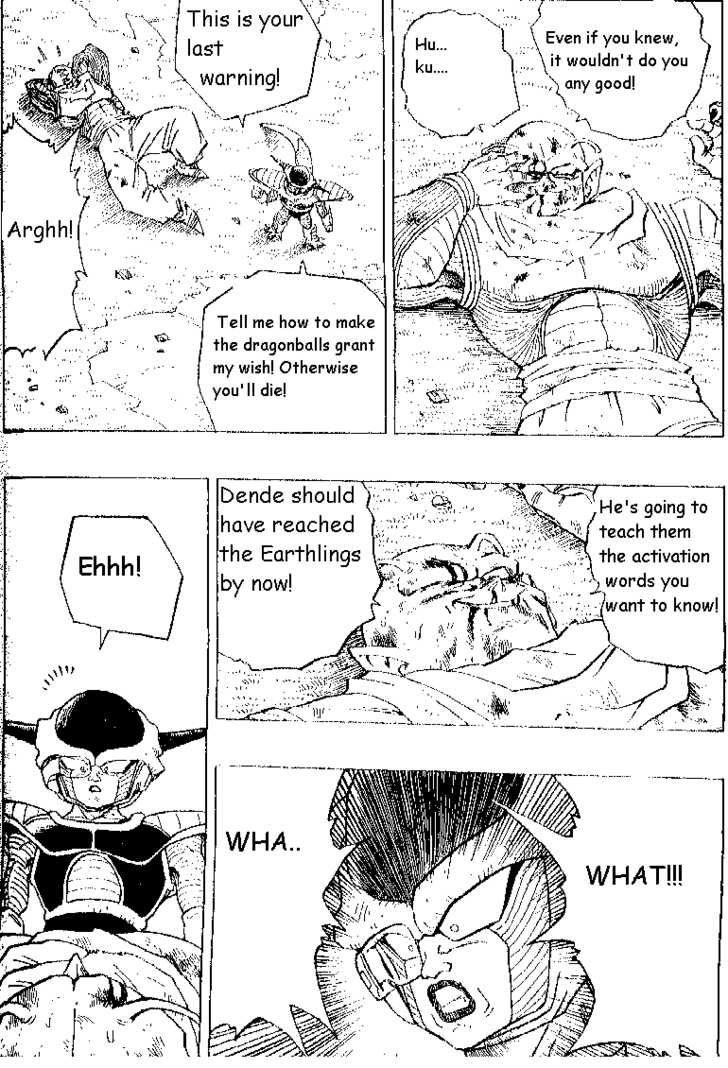 This is your
last
warning!
Arghh!
Tell me how to make
the dragonballs grant
my wish! Otherwise
you'll die!
Hu...
ku....
Even if you knew,
it wouldn't do you
any good!
Ehhh!
Dende should
have reached
the Earthlings
by now!
He's going to
teach them
the activation
words you
want to know!
WHA..
WHAT!!!